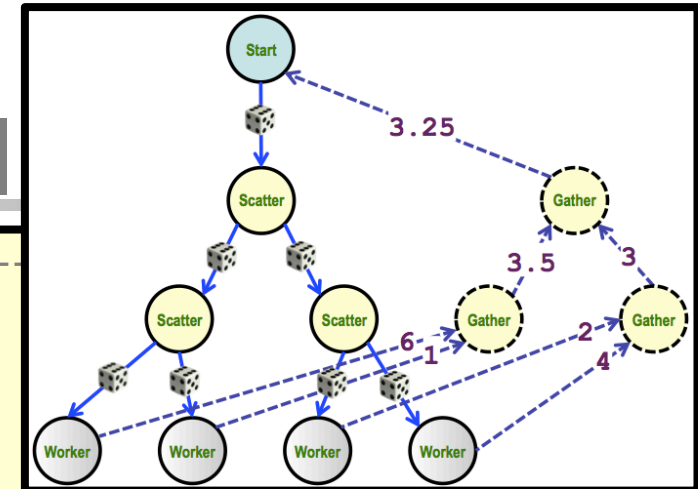 Start
3.25
Scatter
Gather
3.5
3
Scatter
Scatter
Gather
Gather
6
1
2
4
Worker
Worker
Worker
Worker